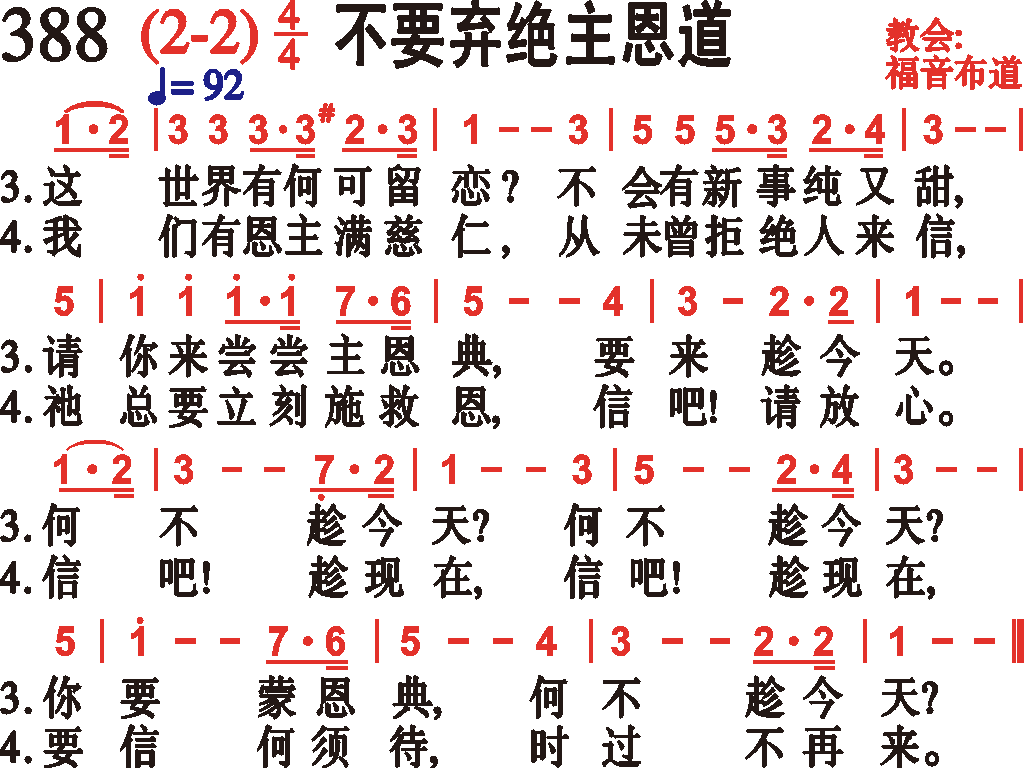 388 (2-2) 4/4 不要弃绝主恩道 教会:
♩= 92 福音布道
1·2 | 3 3 3·3 #2·3 | 1 - - 3 | 5 5 5·3 2·4 | 3 - - |
3.这 世界有何可留恋？不会有新事纯又甜,
4.我 们有恩主满慈仁，从未曾拒绝人来信,
5 | 1 1 1·1 7·6 | 5 - - 4 | 3 - 2·2 | 1 - - |
3.请 你来尝尝主恩典, 要来趁今天。
4.祂 总要立刻施救恩, 信吧! 请放心。
1·2 | 3 - - 7·2 | 1 - - 3 | 5 - - 2·4 | 3 - - |
3.何 不 趁今天? 何不 趁今天?
4.信 吧! 趁现在, 信吧! 趁现在,
5 | 1 - - 7·6 | 5 - - 4 | 3 - - 2·2 | 1 - - ‖
3.你 要 蒙恩典, 何不 趁今天?
4.要 信 何须待, 时过 不再来。